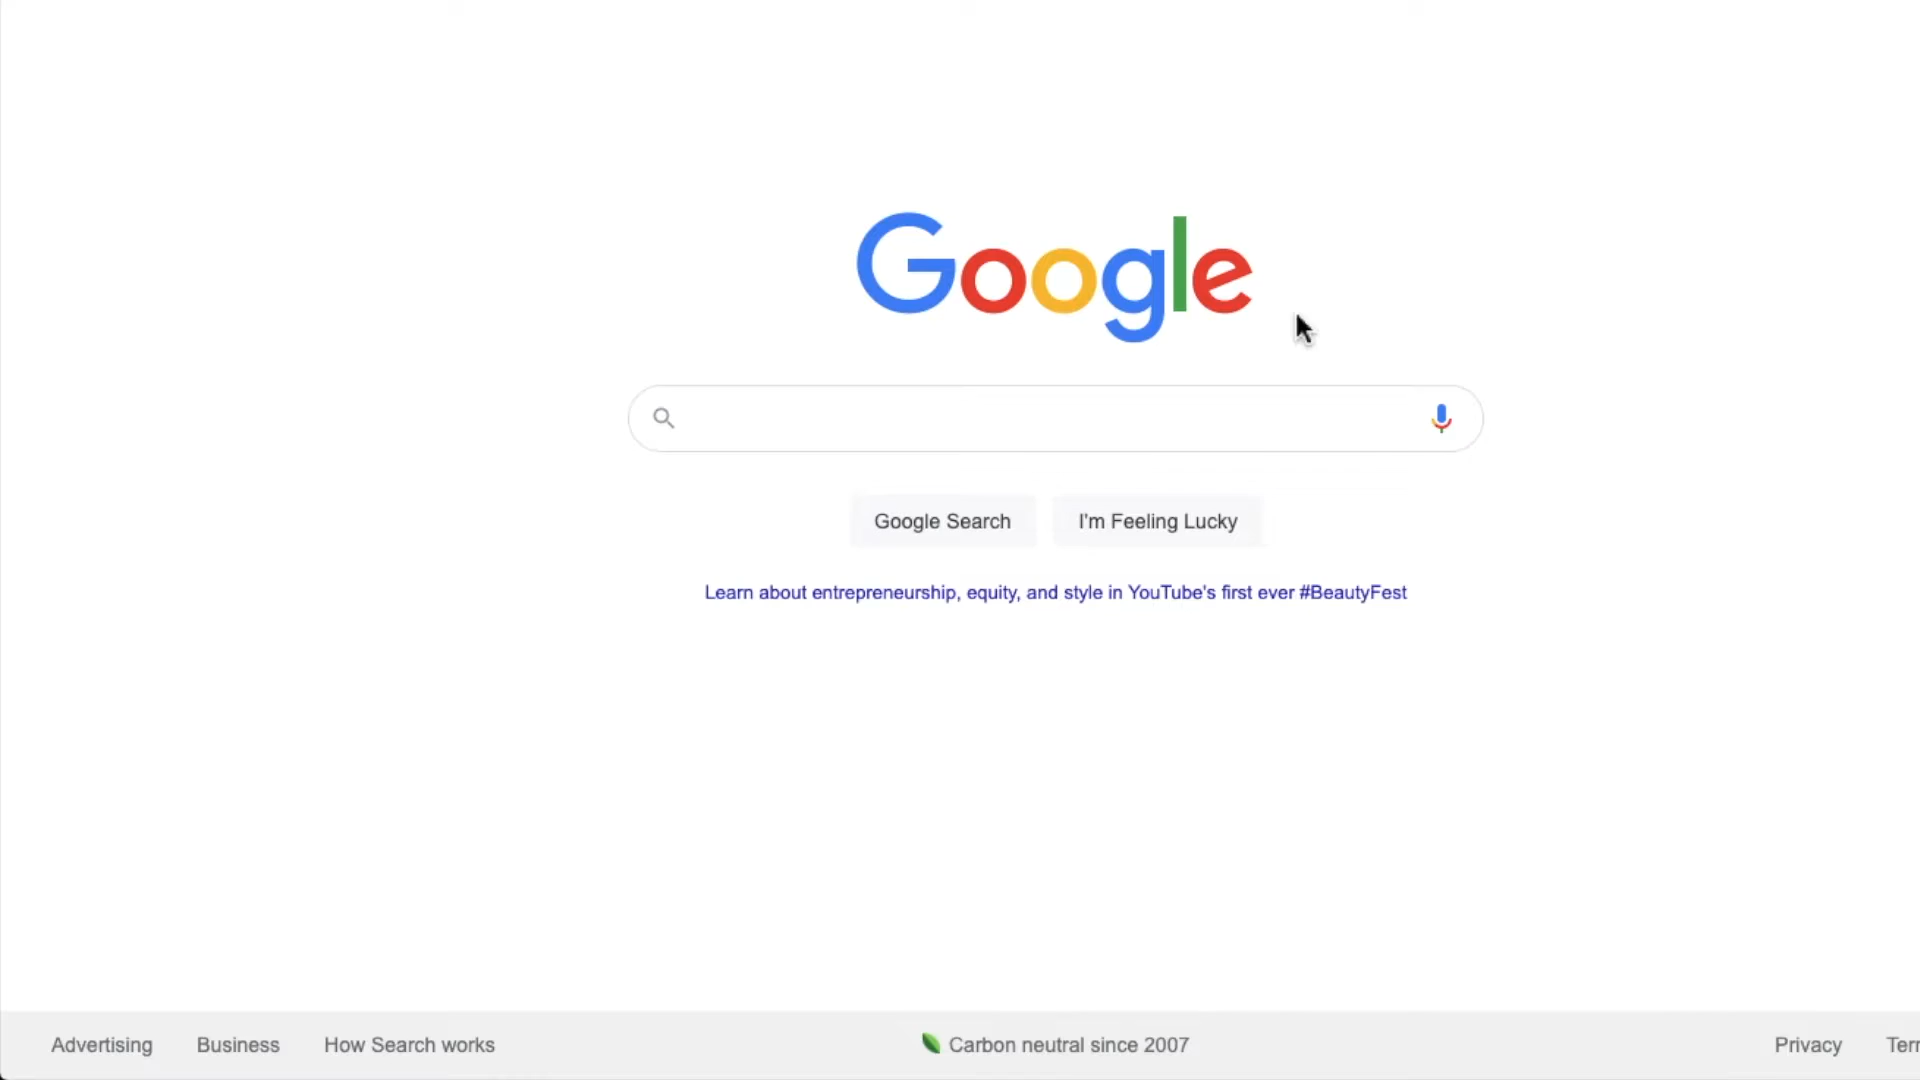 Google
Google Search
I'm Feeling Lucky
Learn about entrepreneurship, equity, and style in YouTube's first ever #BeautyFest
Advertising
Business
How Search works
Carbon neutral since 2007
Privacy